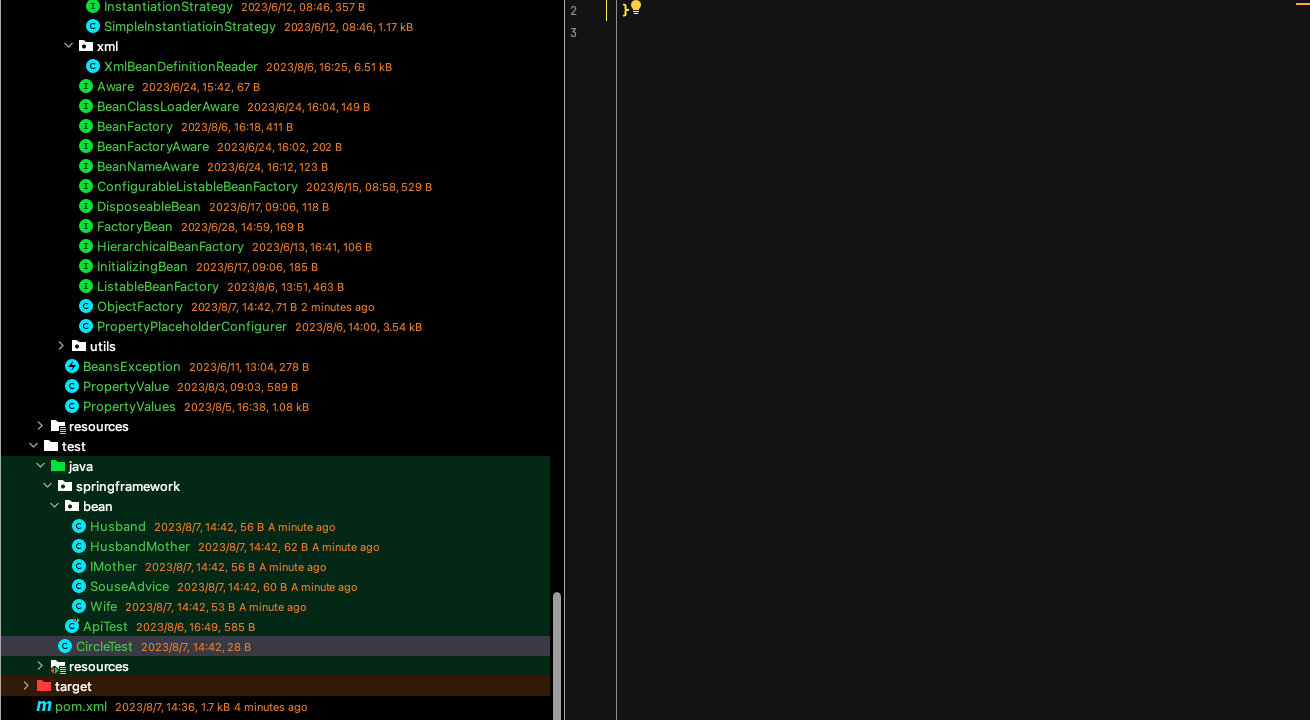 InstantiationStrategy 2023/6/12, 08:46, 357 B
SimpleInstantiatioinStrategy 2023/6/12, 08:46, 1.17 kB
xml
XmlBeanDefinitionReader 2023/8/6, 16:25, 6.51 kB
Aware 2023/6/24, 15:42, 67 B
BeanClassLoaderAware 2023/6/24, 16:04, 149 B
BeanFactory 2023/8/6, 16:18, 411 B
BeanFactoryAware 2023/6/24, 16:02, 202 B
BeanNameAware 2023/6/24, 16:12, 123 B
ConfigurableListableBeanFactory 2023/6/15, 08:58, 529 B
DisposeableBean 2023/6/17, 09:06, 118 B
FactoryBean 2023/6/28, 14:59, 169 B
HierarchicalBeanFactory 2023/6/13, 16:41, 106 B
InitializingBean 2023/6/17, 09:06, 185 B
ListableBeanFactory 2023/8/6, 13:51, 463 B
ObjectFactory 2023/8/7, 14:42, 71 B 2 minutes ago
PropertyPlaceholderConfigurer 2023/8/6, 14:00, 3.54 kB
utils
BeansException 2023/6/11, 13:04, 278 B
PropertyValue 2023/8/3, 09:03, 589 B
PropertyValues 2023/8/5, 16:38, 1.08 kB
resources
test
java
springframework
bean
Husband 2023/8/7, 14:42, 56 B A minute ago
HusbandMother 2023/8/7, 14:42, 62 B A minute ago
IMother 2023/8/7, 14:42, 56 B A minute ago
SouseAdvice 2023/8/7, 14:42, 60 B A minute ago
Wife 2023/8/7, 14:42, 53 B A minute ago
ApiTest 2023/8/6, 16:49, 585 B
CircleTest 2023/8/7, 14:42, 28 B
resources
target
pom.xml 2023/8/7, 14:36, 1.7 kB 4 minutes ago
2 }
3